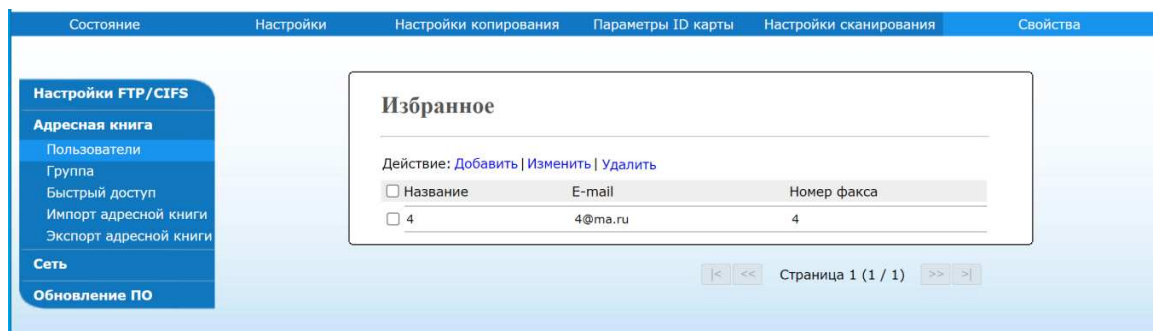 Состояние Настройки Настройки копирования Параметры ID карты Настройки сканирования Свойства
Настройки FTP/CIFS
Адресная книга
Пользователи
Группа
Быстрый доступ
Импорт адресной книги
Экспорт адресной книги
Сеть
Обновление ПО
Избранное
Действие: Добавить | Изменить | Удалить
Название E-mail Номер факса
4 4@ma.ru 4
|< << Страница 1 (1 / 1) >> >|